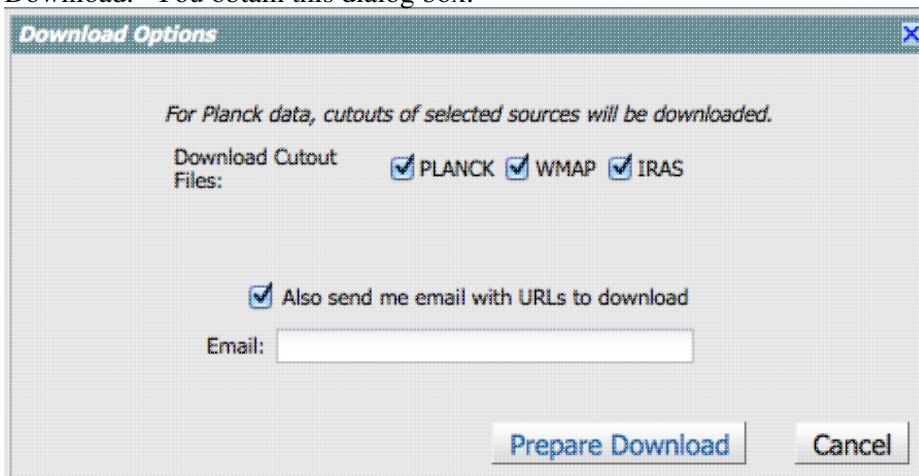 Download. You obtain this dialog box:
Download Options
For Planck data, cutouts of selected sources will be downloaded.
Download Cutout Files: PLANCK WMAP IRAS
Also send me email with URLs to download
Email:
Prepare Download Cancel